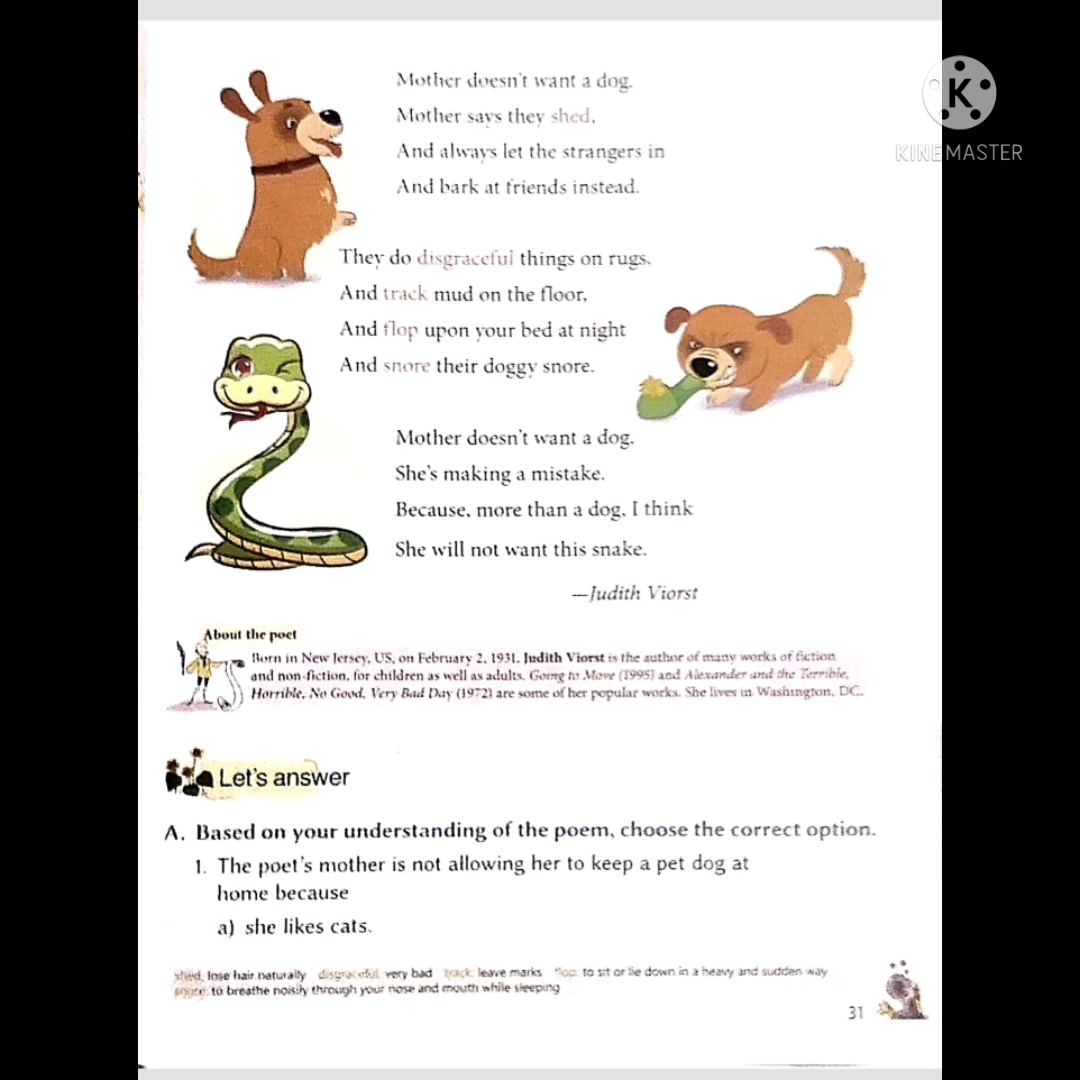 Mother doesn't want a dog.
Mother says they shed,
And always let the strangers in
And bark at friends instead.
They do disgraceful things on rugs,
And track mud on the floor,
And flop upon your bed at night
And snore their doggy snore.
Mother doesn't want a dog.
She's making a mistake.
Because, more than a dog, I think
She will not want this snake.
—Judith Viorst
About the poet
Born in New Jersey, US, on February 2, 1931, Judith Viorst is the author of many works of fiction
and non-fiction, for children as well as adults. Going to Move (1995) and Alexander and the Terrible,
Horrible, No Good, Very Bad Day (1972) are some of her popular works. She lives in Washington, DC.
Let's answer
A. Based on your understanding of the poem, choose the correct option.
1. The poet's mother is not allowing her to keep a pet dog at
home because
a) she likes cats.
shed: lose hair naturally disgraceful: very bad track: leave marks flop: to sit or lie down in a heavy and sudden way
snore: to breathe noisily through your nose and mouth while sleeping
31
K
KINEMASTER